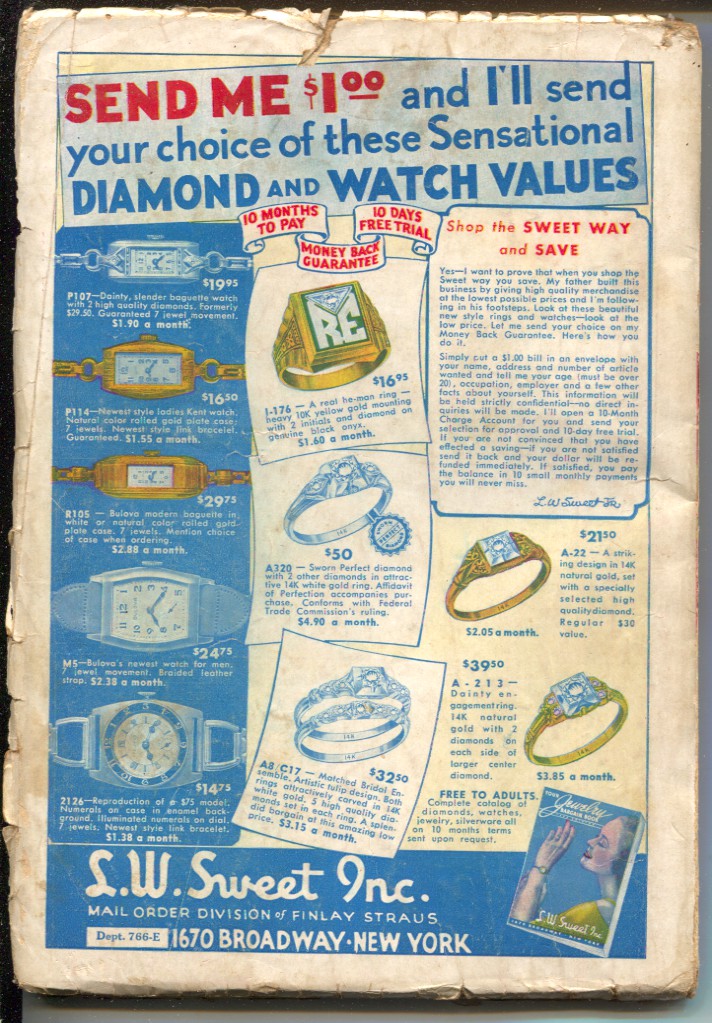 SEND ME $1.00 and I'll send
your choice of these Sensational
DIAMOND AND WATCH VALUES
10 MONTHS
TO PAY
10 DAYS
FREE TRIAL
MONEY BACK
GUARANTEE
$19.95
P107—Dainty, slender baguette watch
with 2 high quality diamonds. Formerly
$29.50. Guaranteed 7 jewel movement.
$1.90 a month.
$16.50
P114—Newest style ladies Kent watch.
Natural color rolled gold plate case;
7 jewels. Newest style link bracelet.
Guaranteed. $1.55 a month.
$29.75
R105 — Bulova modern baguette in
white or natural color rolled gold
plate case. 7 jewels. Mention choice
of case when ordering.
$2.88 a month.
$24.75
M5—Bulova's newest watch for men.
7 jewel movement. Braided leather
strap. $2.38 a month.
$14.75
2126—Reproduction of a $75 model.
Numerals on case in enamel back-
ground. Illuminated numerals on dial.
7 jewels. Newest style link bracelet.
$1.38 a month.
RE
$16.95
I-176 — A real he-man ring —
heavy 10K yellow gold mounting
with 2 initials and diamond on
genuine black onyx.
$1.60 a month.
14K
PERFECT
$50
A320 — Sworn Perfect diamond
with 2 other diamonds in attrac-
tive 14K white gold ring. Affidavit
of Perfection accompanies pur-
chase. Conforms with Federal
Trade Commission's ruling.
$4.90 a month.
14K
14K
$32.50
A8/C17 — Matched Bridal En-
semble. Artistic tulip design. Both
rings attractively carved in 14K
white gold. 5 high quality dia-
monds set in each ring. A splen-
did bargain at this amazing low
price. $3.15 a month.
Shop the SWEET WAY
and SAVE
Yes—I want to prove that when you shop the
Sweet way you save. My father built this
business by giving high quality merchandise
at the lowest possible prices and I'm follow-
ing in his footsteps. Look at these beautiful
new style rings and watches—look at the
low price. Let me send your choice on my
Money Back Guarantee. Here's how you
do it.
Simply put a $1.00 bill in an envelope with
your name, address and number of article
wanted and tell me your age (must be over
20), occupation, employer and a few other
facts about yourself. This information will
be held strictly confidential—no direct in-
quiries will be made. I'll open a 10-Month
Charge Account for you and send your
selection for approval and 10-day free trial.
If you are not convinced that you have
effected a saving—if you are not satisfied
send it back and your dollar will be re-
funded immediately. If satisfied, you pay
the balance in 10 small monthly payments
you will never miss.
L W Sweet Jr.
$21.50
A-22 — A strik-
ing design in 14K
natural gold, set
with a specially
selected high
quality diamond.
Regular $30
value.
14K
$2.05 a month.
$39.50
A - 2 1 3 —
Dainty en-
gagement ring.
14K natural
gold with 2
diamonds on
each side of
larger center
diamond.
14K
$3.85 a month.
FREE TO ADULTS.
Complete catalog of
diamonds, watches,
jewelry, silverware all
on 10 months terms
sent upon request.
YOUR
Jewelry
BARGAIN BOOK
L.W. Sweet Inc
1670 BROADWAY · NEW YORK
L.W. Sweet Inc.
MAIL ORDER DIVISION of FINLAY STRAUS
Dept. 766-E 1670 BROADWAY · NEW YORK